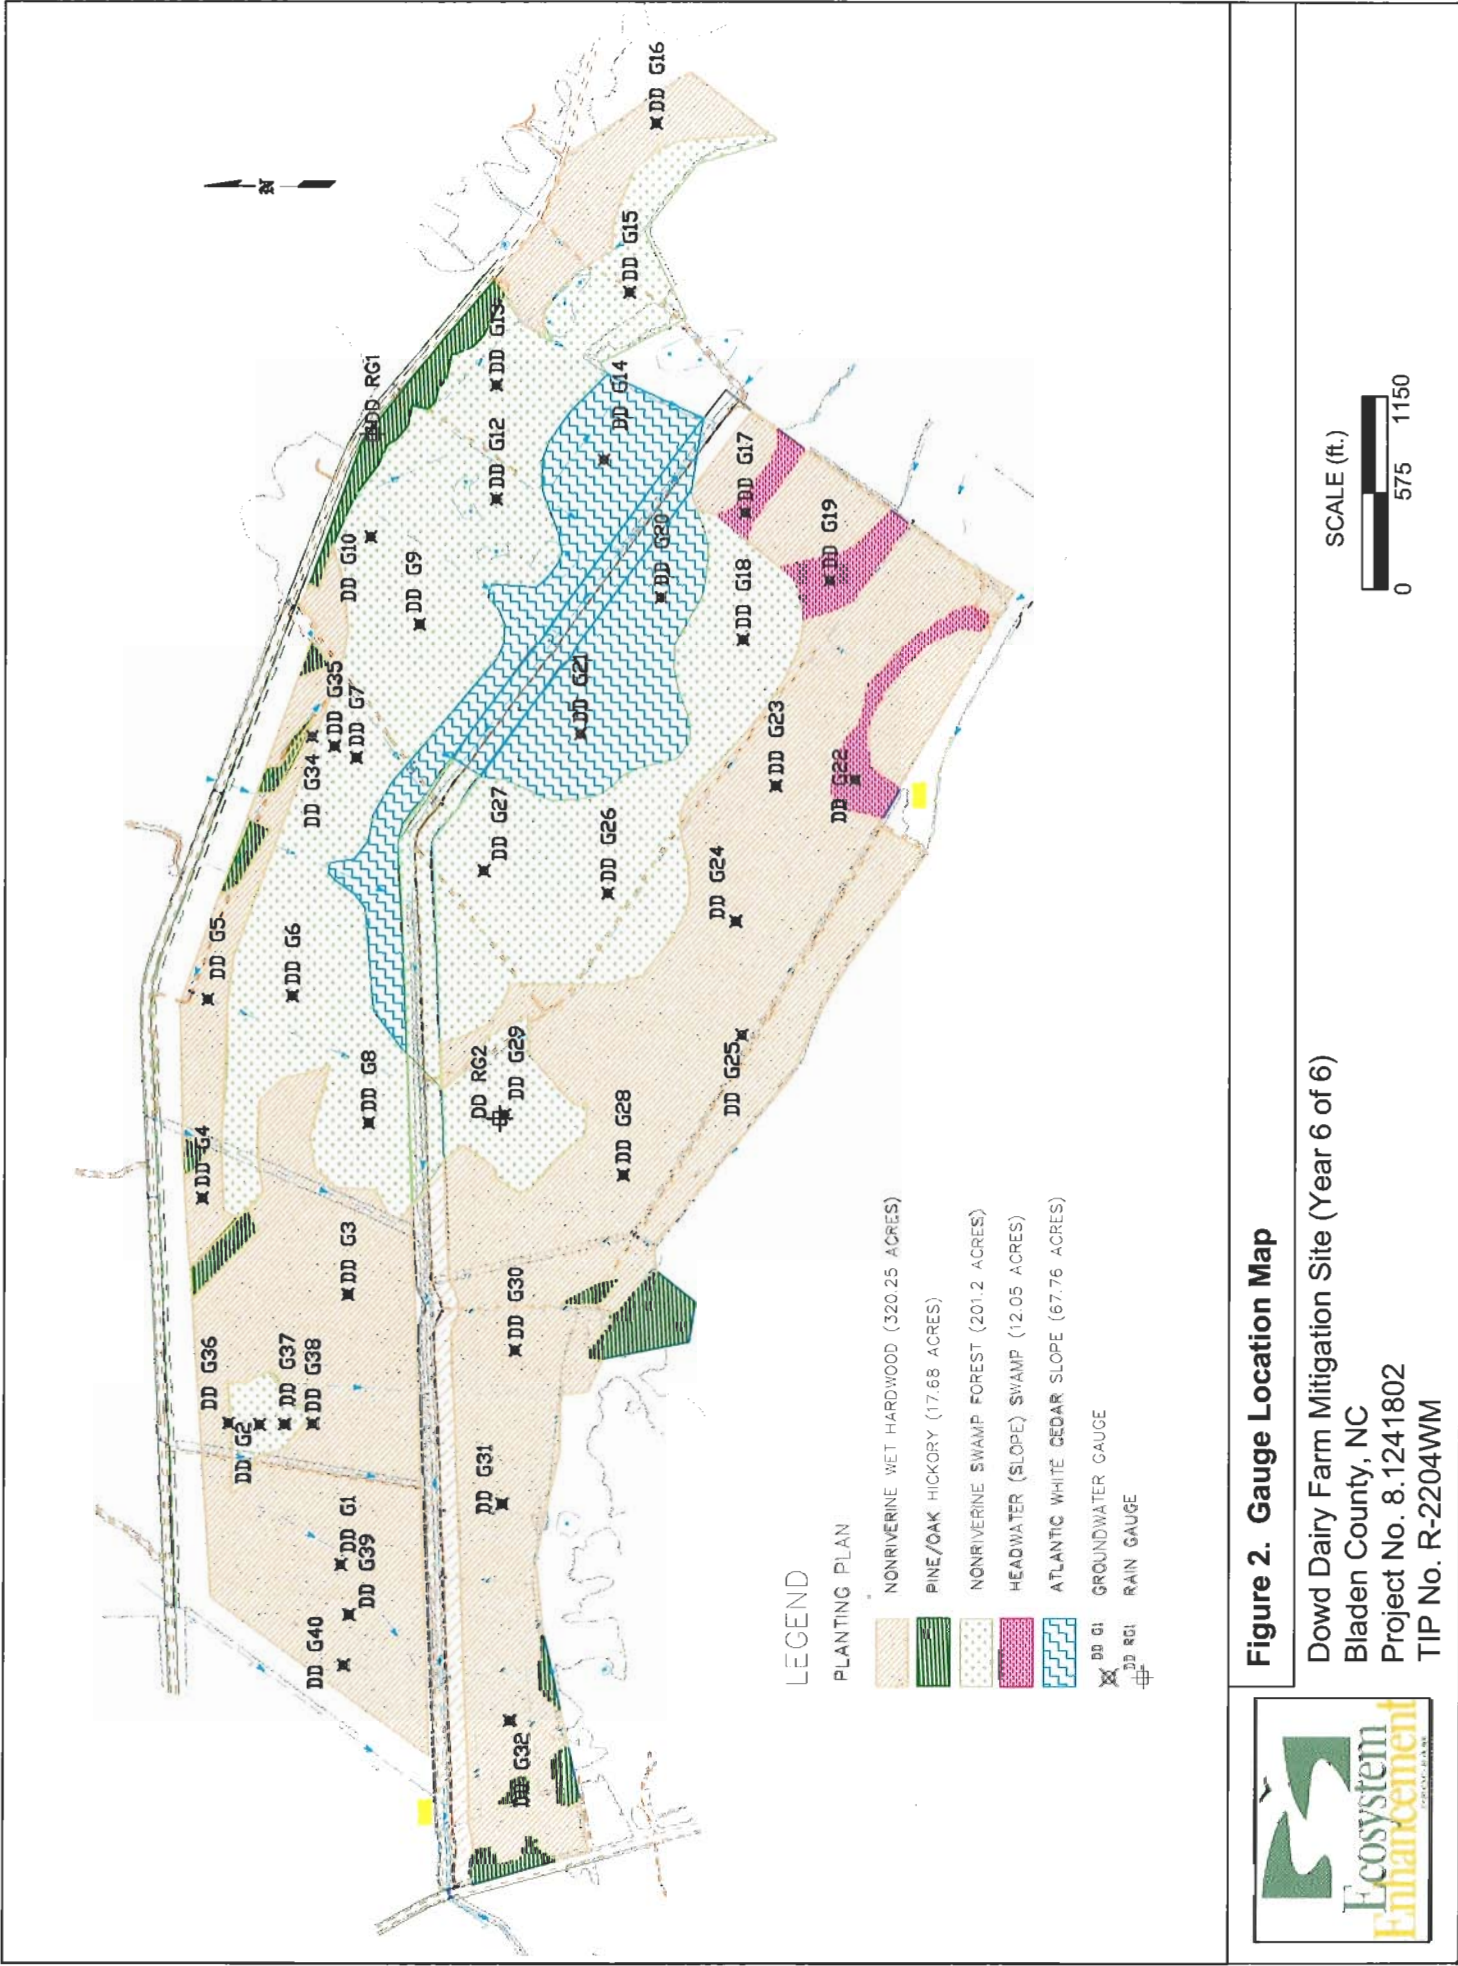 DD G40
DD G39
DD G1
DD G36
DD G2
DD G37
DD G38
DD G3
DD G4
DD G5
DD G6
DD G8
DD G34
DD G35
DD G7
DD G10
DD G9
DD RG1
DD G12
DD G13
DD G14
DD G15
DD G16
N
DD G32
DD G31
DD G30
DD RG2
DD G29
DD G28
DD G27
DD G26
DD G25
DD G24
DD G23
DD G22
DD G21
DD G20
DD G18
DD G17
DD G19
LEGEND
PLANTING PLAN
NONRIVERINE WET HARDWOOD (320.25 ACRES)
PINE/OAK HICKORY (17.68 ACRES)
NONRIVERINE SWAMP FOREST (201.2 ACRES)
HEADWATER (SLOPE) SWAMP (12.05 ACRES)
ATLANTIC WHITE CEDAR SLOPE (67.76 ACRES)
DD G1 GROUNDWATER GAUGE
DD RG1 RAIN GAUGE
SCALE (ft.)
0 575 1150
Figure 2. Gauge Location Map
Dowd Dairy Farm Mitigation Site (Year 6 of 6)
Bladen County, NC
Project No. 8.1241802
TIP No. R-2204WM
Ecosystem
Enhancement